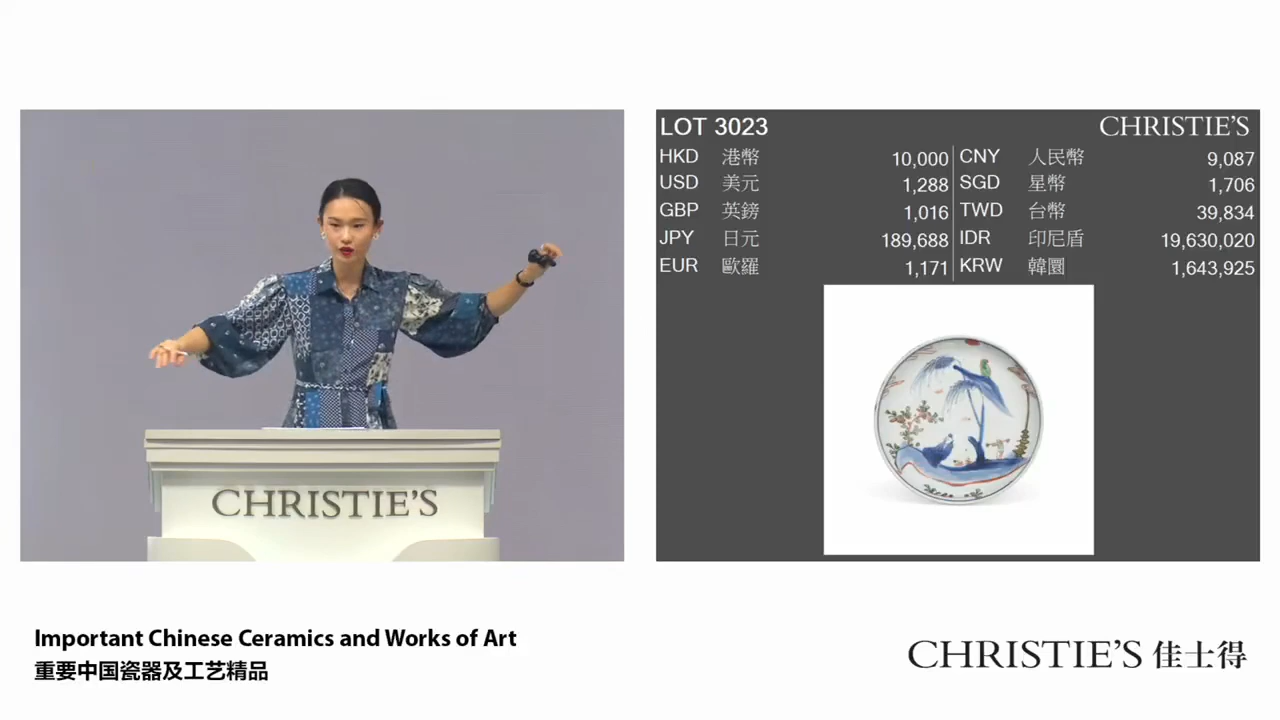 CHRISTIE'S
LOT 3023 CHRISTIE'S
HKD 港幣 10,000 CNY 人民幣 9,087
USD 美元 1,288 SGD 星幣 1,706
GBP 英鎊 1,016 TWD 台幣 39,834
JPY 日元 189,688 IDR 印尼盾 19,630,020
EUR 歐羅 1,171 KRW 韓圜 1,643,925
Important Chinese Ceramics and Works of Art
重要中国瓷器及工艺精品
CHRISTIE'S 佳士得